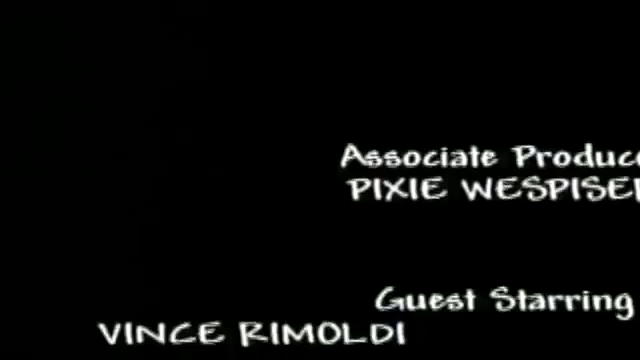 Associate Produc
PIXIE WESPISE
Guest Starring
VINCE RIMOLDI